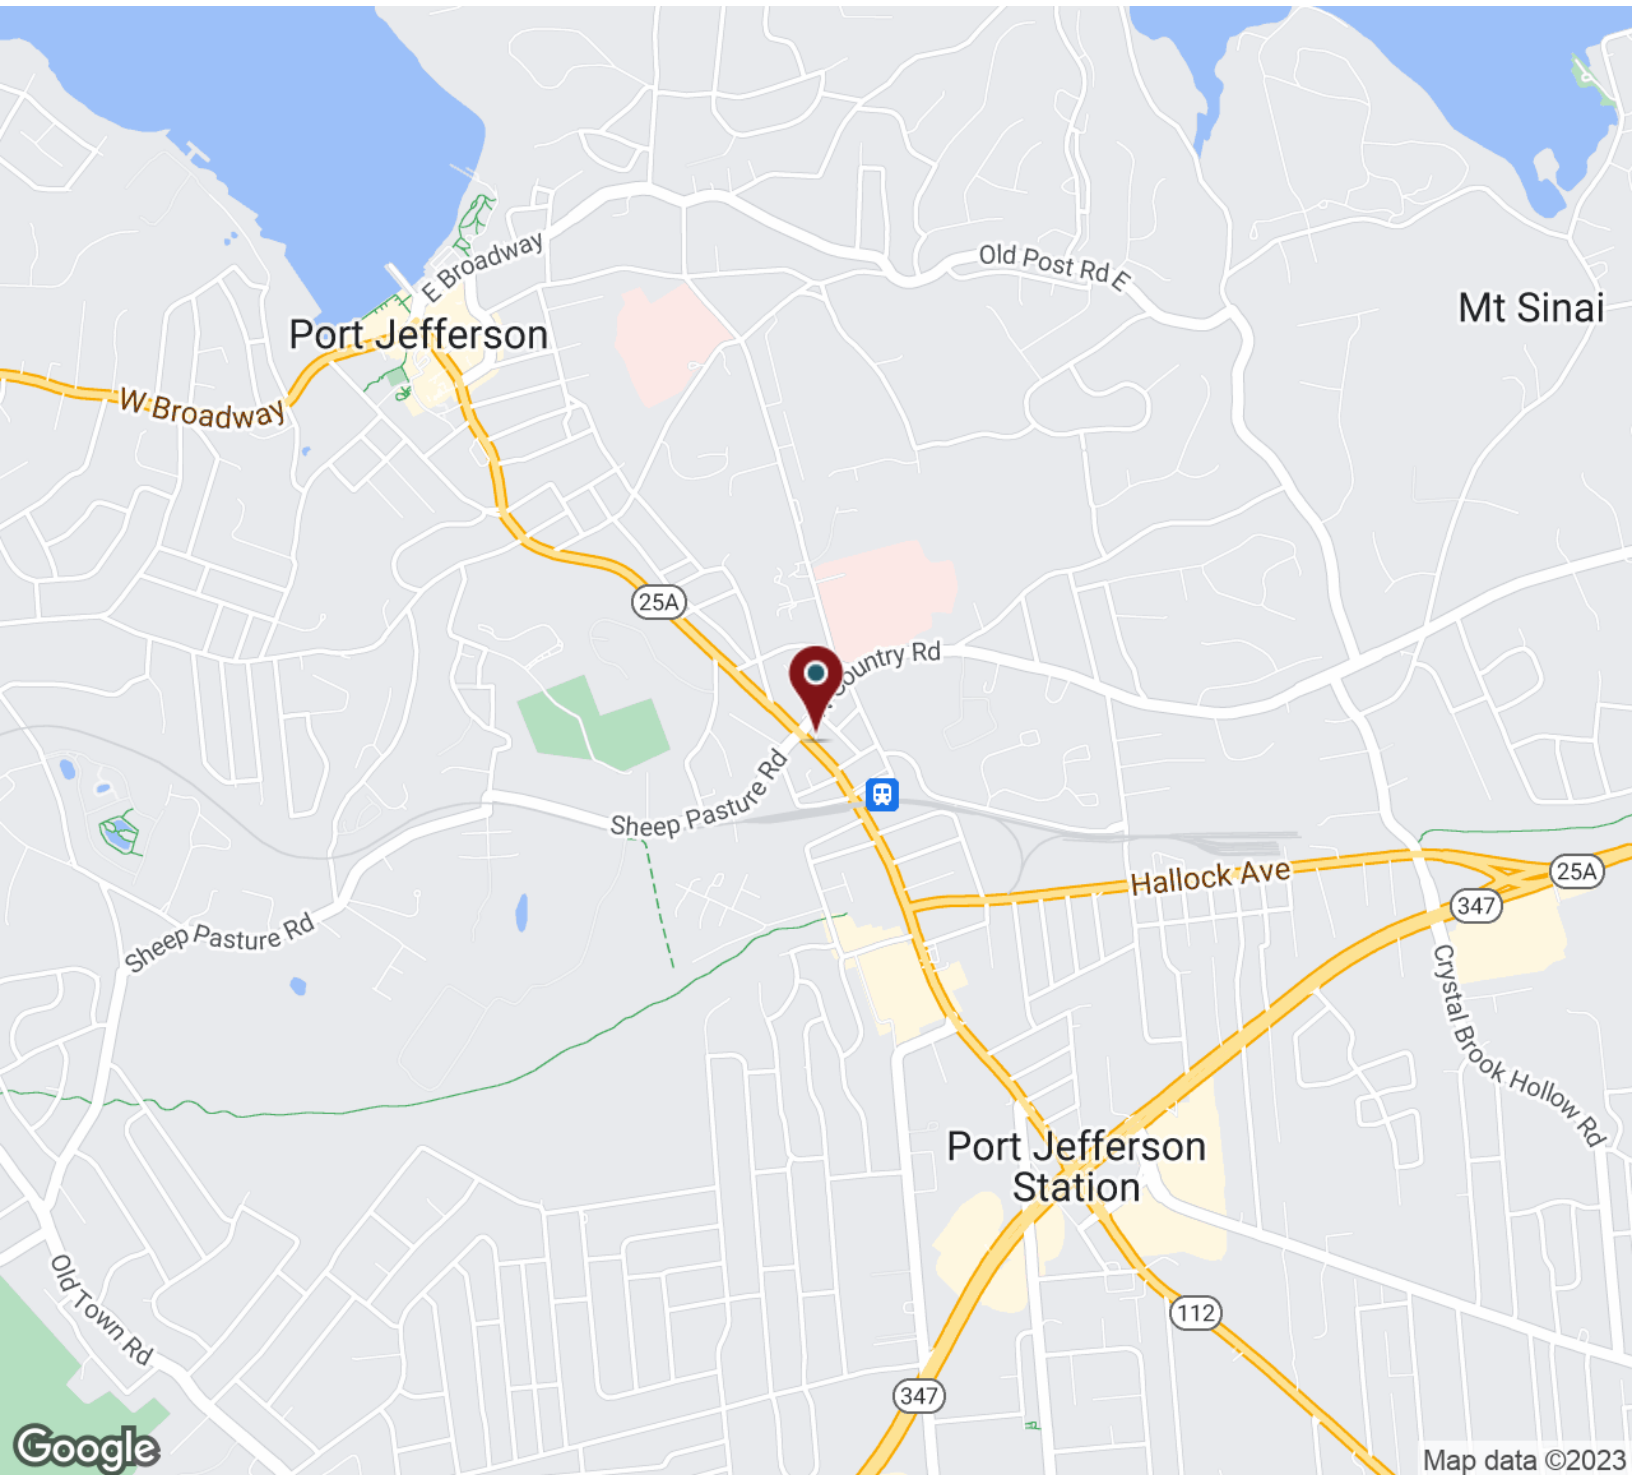 E Broadway
Old Post Rd E
Mt Sinai
Port Jefferson
W Broadway
25A
Country Rd
Sheep Pasture Rd
Hallock Ave
25A
347
Sheep Pasture Rd
Crystal Brook Hollow Rd
Port Jefferson
Station
Old Town Rd
112
347
Google
Map data ©2023